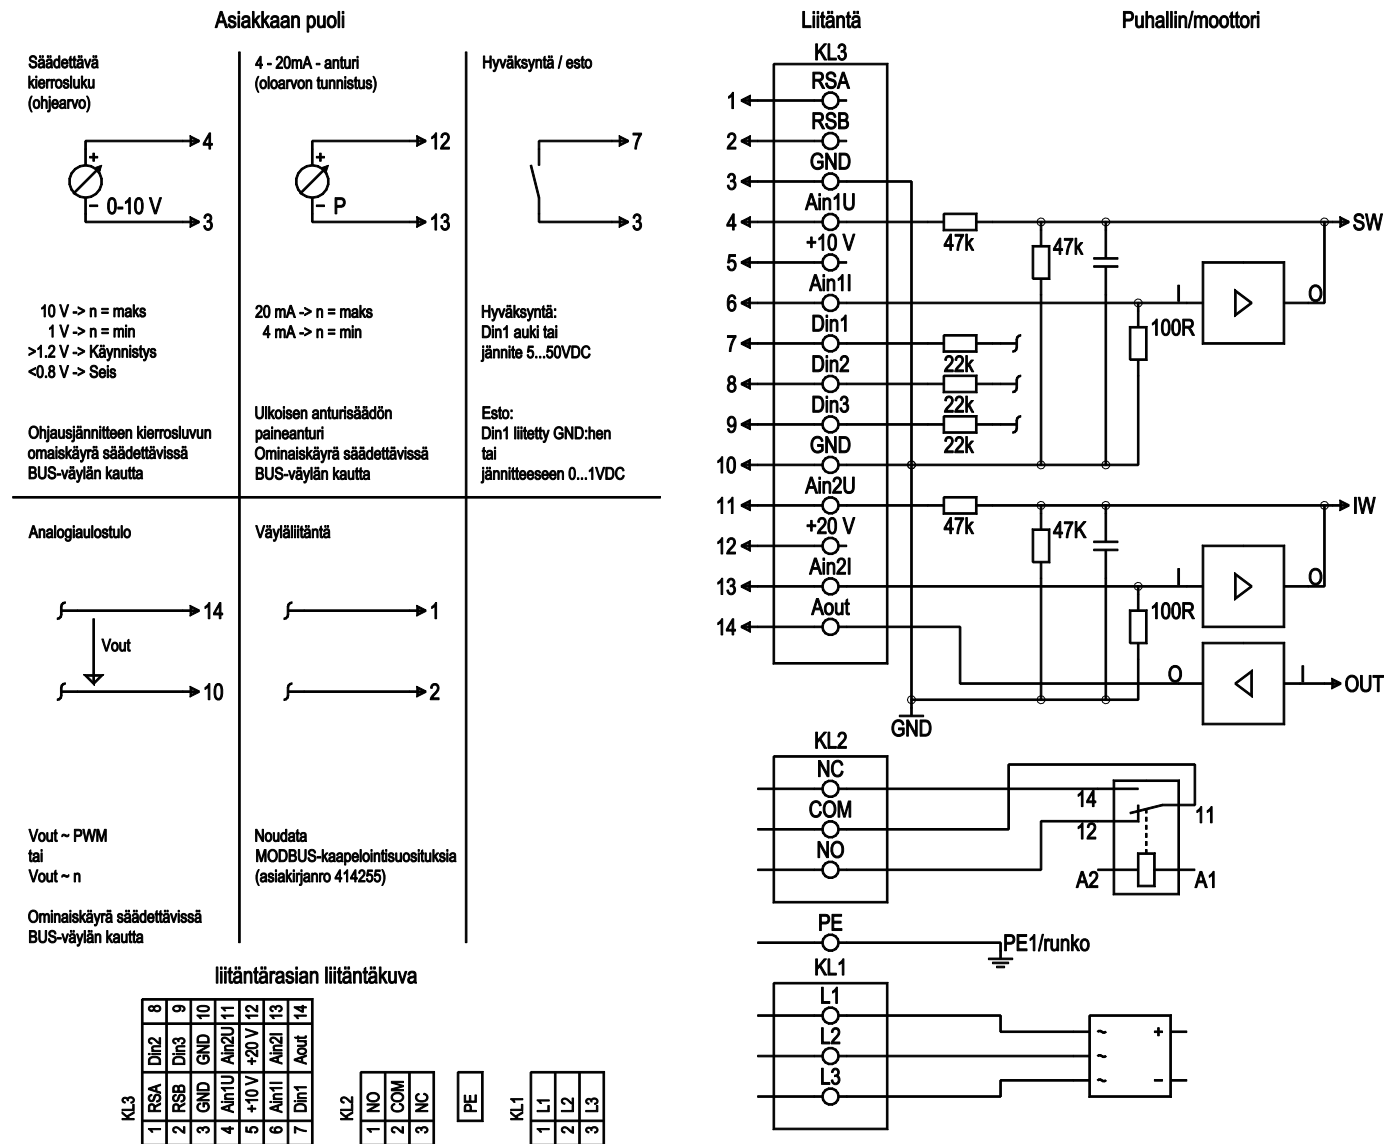 Asiakkaan puoli
Säädettävä
kierrosluku
(ohjearvo)
4
+
− 0-10 V
3
10 V -> n = maks
1 V -> n = min
>1.2 V -> Käynnistys
<0.8 V -> Seis
Ohjausjännitteen kierrosluvun
omaiskäyrä säädettävissä
BUS-väylän kautta
4 - 20mA - anturi
(oloarvon tunnistus)
12
+
− P
13
20 mA -> n = maks
4 mA -> n = min
Ulkoisen anturisäädön
paineanturi
Ominaiskäyrä säädettävissä
BUS-väylän kautta
Hyväksyntä / esto
7
3
Hyväksyntä:
Din1 auki tai
jännite 5...50VDC
Esto:
Din1 liitetty GND:hen
tai
jännitteeseen 0...1VDC
Analogiaulostulo
14
Vout
10
Vout ~ PWM
tai
Vout ~ n
Ominaiskäyrä säädettävissä
BUS-väylän kautta
Väyläliitäntä
1
2
Noudata
MODBUS-kaapelointisuosituksia
(asiakirjanro 414255)
liitäntärasian liitäntäkuva
KL3
1 RSA Din2 8
2 RSB Din3 9
3 GND GND 10
4 Ain1U Ain2U 11
5 +10 V +20 V 12
6 Ain1I Ain2I 13
7 Din1 Aout 14
KL2
1 NO
2 COM
3 NC
PE
KL1
1 L1
2 L2
3 L3
Liitäntä
Puhallin/moottori
KL3
RSA
1
RSB
2
GND
3
Ain1U
4
47k
47k
SW
+10 V
5
Ain1I
6
I
O
100R
Din1
7
22k
Din2
8
22k
Din3
9
22k
GND
10
Ain2U
11
47k
47K
IW
+20 V
12
Ain2I
13
I
O
100R
Aout
14
O
I
OUT
GND
KL2
NC
14
COM
11
12
NO
A2
A1
PE
PE1/runko
KL1
L1
~
+
L2
~
L3
~
−